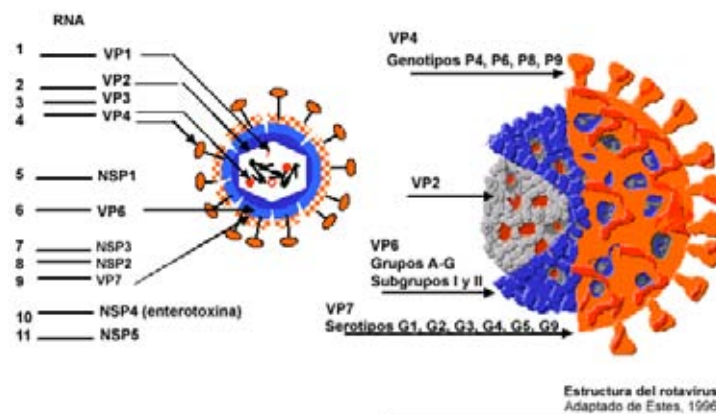 RNA
1 VP1
2 VP2
3 VP3
4 VP4
5 NSP1
6 VP6
7 NSP3
8 NSP2
9 VP7
10 NSP4 (enterotoxina)
11 NSP5
VP4
Genotipos P4, P6, P8, P9
VP2
VP6
Grupos A-G
Subgrupos I y II
VP7
Serotipos G1, G2, G3, G4, G5, G9
Estructura del rotavirus
Adaptado de Estes, 1996